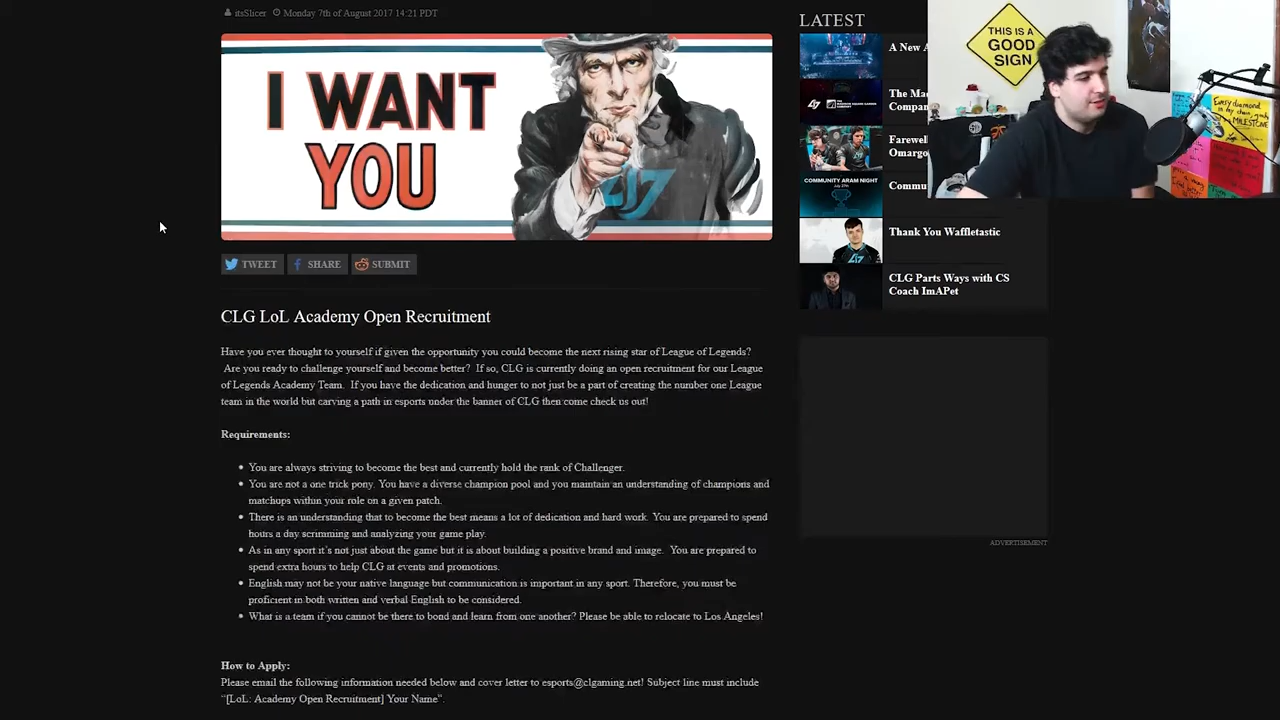 itsSlicer Monday 7th of August 2017 14:21 PDT
I WANT
YOU
TWEET SHARE SUBMIT
CLG LoL Academy Open Recruitment
Have you ever thought to yourself if given the opportunity you could become the next rising star of League of Legends?
Are you ready to challenge yourself and become better? If so, CLG is currently doing an open recruitment for our League
of Legends Academy Team. If you have the dedication and hunger to not just be a part of creating the number one League
team in the world but carving a path in esports under the banner of CLG then come check us out!
Requirements:
You are always striving to become the best and currently hold the rank of Challenger.
You are not a one trick pony. You have a diverse champion pool and you maintain an understanding of champions and
matchups within your role on a given patch.
There is an understanding that to become the best means a lot of dedication and hard work. You are prepared to spend
hours a day scrimming and analyzing your game play.
As in any sport it's not just about the game but it is about building a positive brand and image. You are prepared to
spend extra hours to help CLG at events and promotions.
English may not be your native language but communication is important in any sport. Therefore, you must be
proficient in both written and verbal English to be considered.
What is a team if you cannot be there to bond and learn from one another? Please be able to relocate to Los Angeles!
How to Apply:
Please email the following information needed below and cover letter to esports@clgaming.net! Subject line must include
"[LoL: Academy Open Recruitment] Your Name".
LATEST
A New A
The Mad
Compan
Farewel
Omargo
COMMUNITY ARAM NIGHT
Commu
Thank You Waffletastic
CLG Parts Ways with CS
Coach ImAPet
ADVERTISEMENT
THIS IS A
GOOD
SIGN
MILESTONE